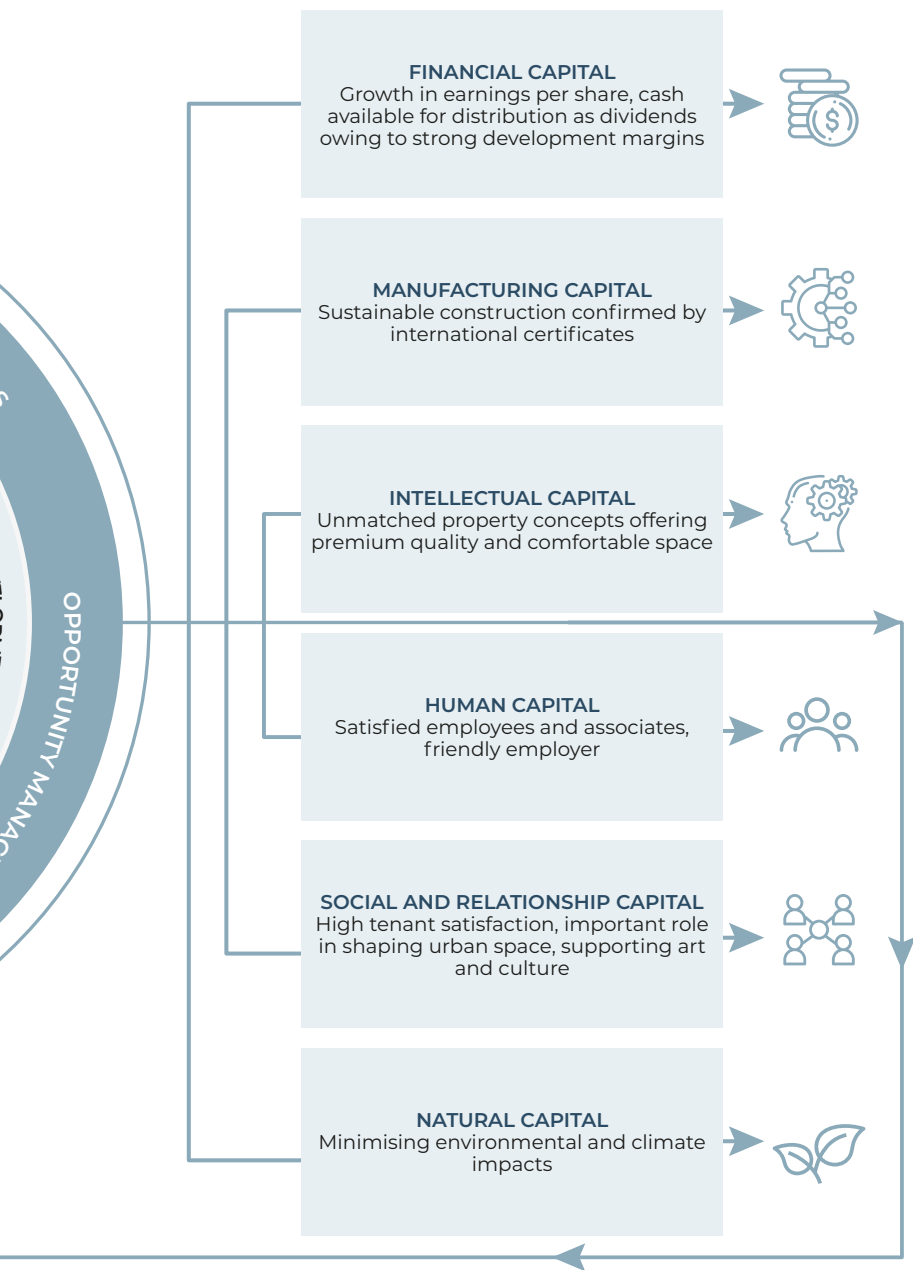 FINANCIAL CAPITAL
Growth in earnings per share, cash
available for distribution as dividends
owing to strong development margins
MANUFACTURING CAPITAL
Sustainable construction confirmed by
international certificates
INTELLECTUAL CAPITAL
Unmatched property concepts offering
premium quality and comfortable space
OPPORTUNITY
HUMAN CAPITAL
Satisfied employees and associates,
friendly employer
SOCIAL AND RELATIONSHIP CAPITAL
High tenant satisfaction, important role
in shaping urban space, supporting art
and culture
NATURAL CAPITAL
Minimising environmental and climate
impacts